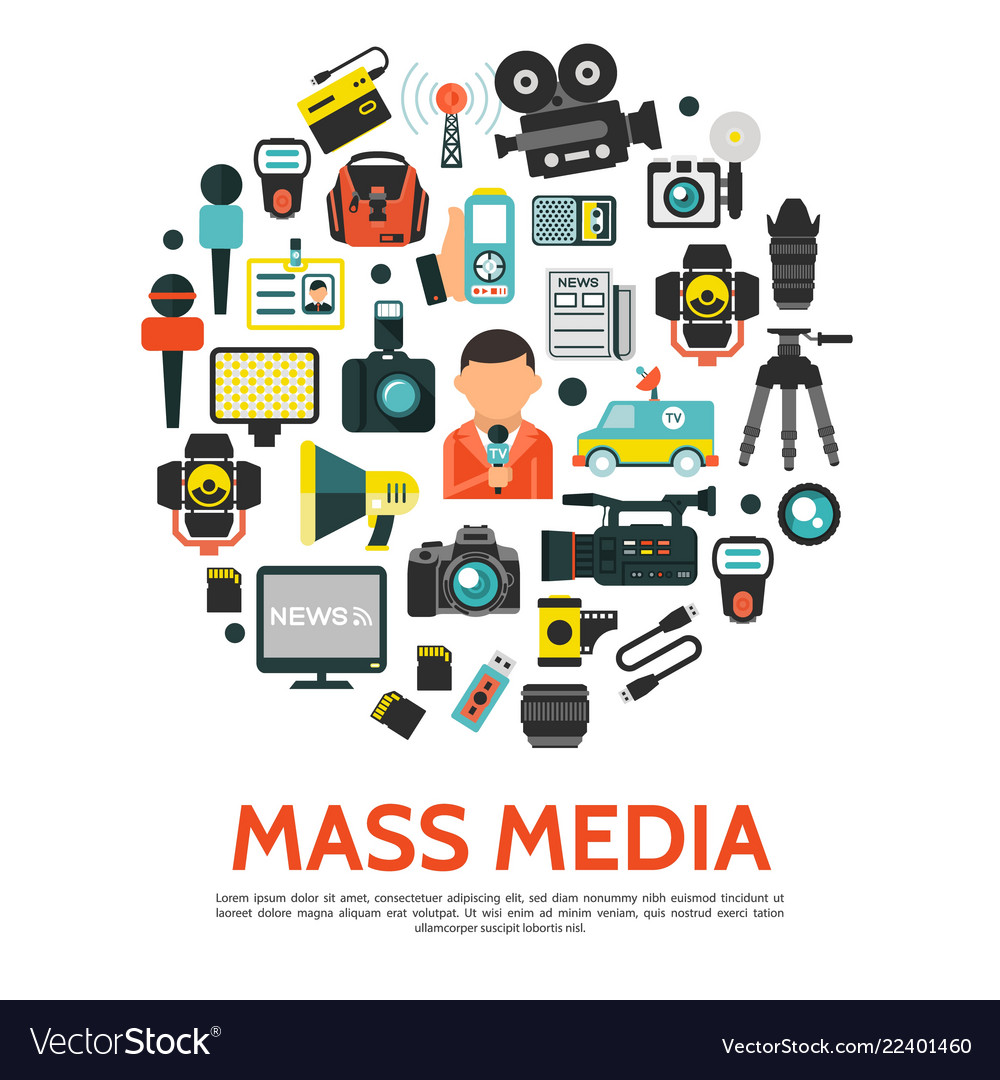 NEWS
TV
TV
NEWS
MASS MEDIA
Lorem ipsum dolor sit amet, consectetuer adipiscing elit, sed diam nonummy nibh euismod tincidunt ut
laoreet dolore magna aliquam erat volutpat. Ut wisi enim ad minim veniam, quis nostrud exerci tation
ullamcorper suscipit lobortis nisl.
VectorStock®
VectorStock.com/22401460